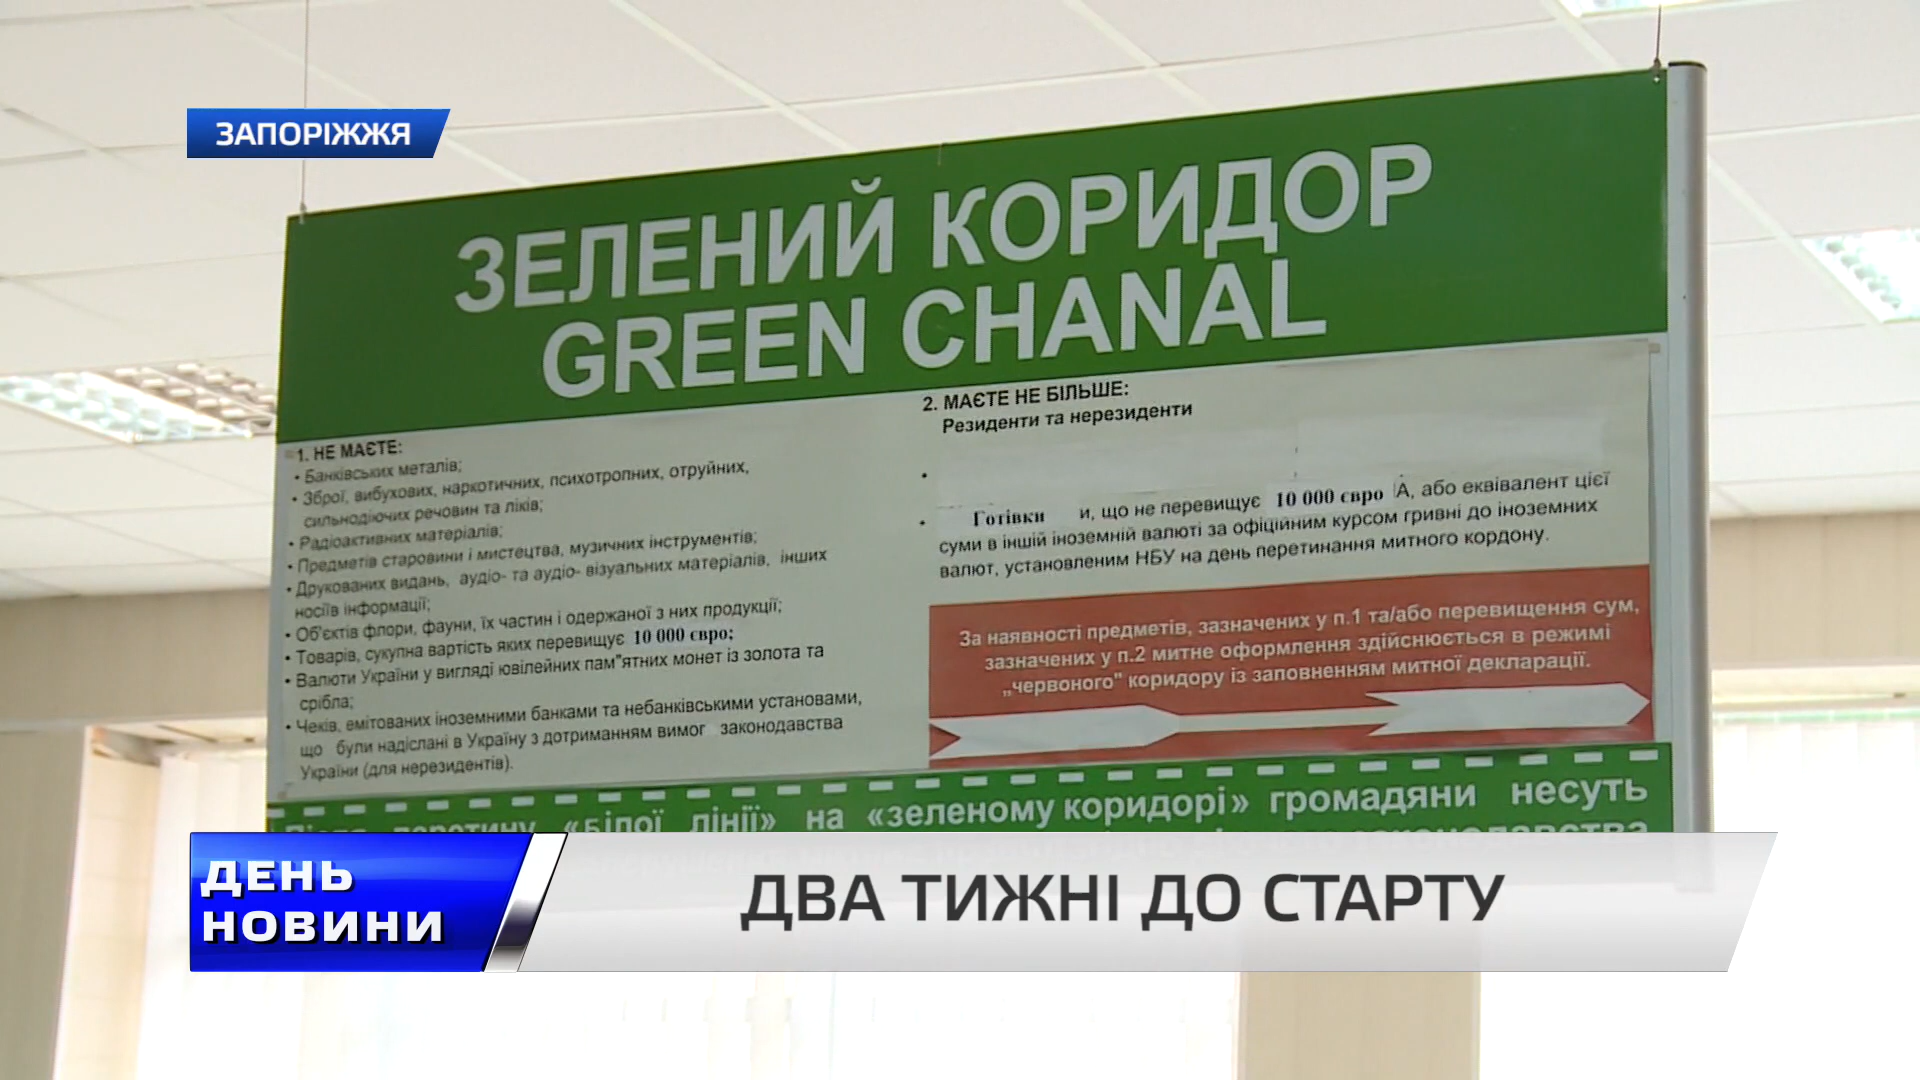 ЗАПОРІЖЖЯ
ЗЕЛЕНИЙ КОРИДОР
GREEN CHANAL
1. НЕ МАЄТЕ:
• Банківських металів;
• Зброї, вибухових, наркотичних, психотропних, отруйних,
сильнодіючих речовин та ліків;
• Радіоактивних матеріалів;
• Предметів старовини і мистецтва, музичних інструментів;
• Друкованих видань, аудіо- та аудіо- візуальних матеріалів, інших
носіїв інформації;
• Об'єктів флори, фауни, їх частин і одержаної з них продукції;
• Товарів, сукупна вартість яких перевищує 10 000 євро;
• Валюти України у вигляді ювілейних пам"ятних монет із золота та
срібла;
• Чеків, емітованих іноземними банками та небанківськими установами,
що були надіслані в Україну з дотриманням вимог законодавства
України (для нерезидентів).
2. МАЄТЕ НЕ БІЛЬШЕ:
Резиденти та нерезиденти
•
• Готівки и, що не перевищує 10 000 євро А, або еквівалент цієї
суми в іншій іноземній валюті за офіційним курсом гривні до іноземних
валют, установленим НБУ на день перетинання митного кордону.
За наявності предметів, зазначених у п.1 та/або перевищення сум,
зазначених у п.2 митне оформлення здійснюється в режимі
„червоного" коридору із заповненням митної декларації.
Після перетину «Білої лінії» на «зеленому коридорі» громадяни несуть
законодавства
ДЕНЬ
НОВИНИ
ДВА ТИЖНІ ДО СТАРТУ